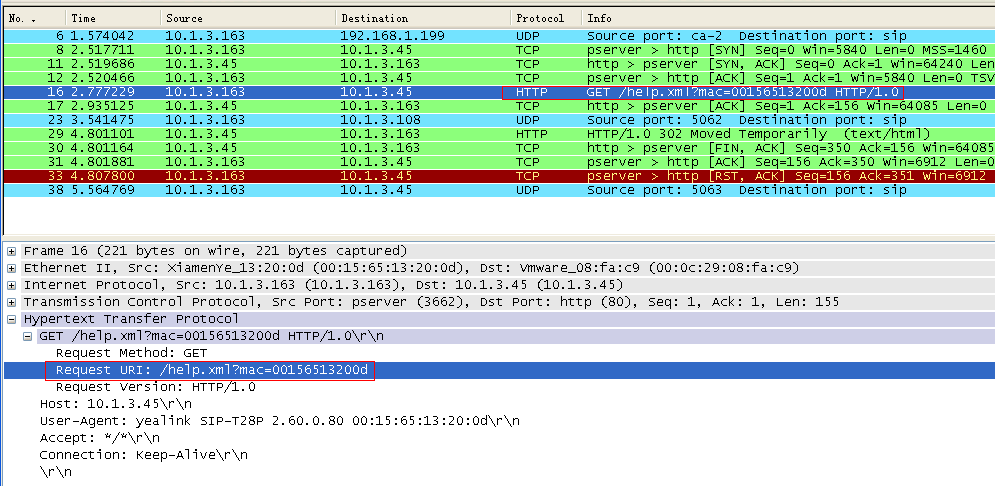 No. . Time Source Destination Protocol Info
6 1.574042 10.1.3.163 192.168.1.199 UDP Source port: ca-2 Destination port: sip
8 2.517711 10.1.3.163 10.1.3.45 TCP pserver > http [SYN] Seq=0 Win=5840 Len=0 MSS=1460
11 2.519686 10.1.3.45 10.1.3.163 TCP http > pserver [SYN, ACK] Seq=0 Ack=1 Win=64240 Len=
12 2.520466 10.1.3.163 10.1.3.45 TCP pserver > http [ACK] Seq=1 Ack=1 Win=5840 Len=0 TSV
16 2.777229 10.1.3.163 10.1.3.45 HTTP GET /help.xml?mac=00156513200d HTTP/1.0
17 2.935125 10.1.3.45 10.1.3.163 TCP http > pserver [ACK] Seq=1 Ack=156 Win=64085 Len=0
23 3.541475 10.1.3.163 10.1.3.108 UDP Source port: 5062 Destination port: sip
29 4.801101 10.1.3.45 10.1.3.163 HTTP HTTP/1.0 302 Moved Temporarily (text/html)
30 4.801164 10.1.3.45 10.1.3.163 TCP http > pserver [FIN, ACK] Seq=350 Ack=156 Win=64085
31 4.801881 10.1.3.163 10.1.3.45 TCP pserver > http [ACK] Seq=156 Ack=350 Win=6912 Len=0
33 4.807800 10.1.3.163 10.1.3.45 TCP pserver > http [RST, ACK] Seq=156 Ack=351 Win=6912
38 5.564769 10.1.3.163 10.1.3.45 UDP Source port: 5063 Destination port: sip
Frame 16 (221 bytes on wire, 221 bytes captured)
Ethernet II, Src: XiamenYe_13:20:0d (00:15:65:13:20:0d), Dst: Vmware_08:fa:c9 (00:0c:29:08:fa:c9)
Internet Protocol, Src: 10.1.3.163 (10.1.3.163), Dst: 10.1.3.45 (10.1.3.45)
Transmission Control Protocol, Src Port: pserver (3662), Dst Port: http (80), Seq: 1, Ack: 1, Len: 155
Hypertext Transfer Protocol
GET /help.xml?mac=00156513200d HTTP/1.0\r\n
Request Method: GET
Request URI: /help.xml?mac=00156513200d
Request Version: HTTP/1.0
Host: 10.1.3.45\r\n
User-Agent: yealink SIP-T28P 2.60.0.80 00:15:65:13:20:0d\r\n
Accept: */*\r\n
Connection: Keep-Alive\r\n
\r\n